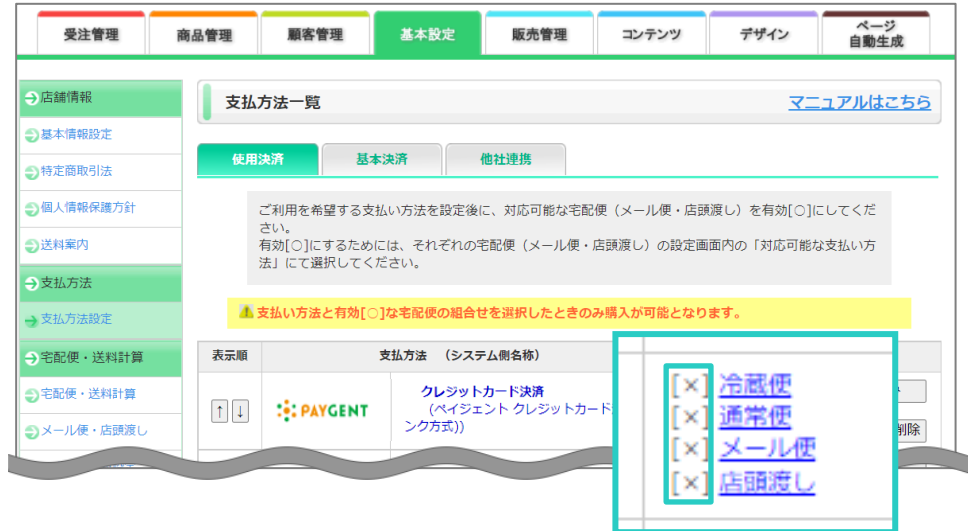 受注管理
商品管理
顧客管理
基本設定
販売管理
コンテンツ
デザイン
ページ
自動生成
店舗情報
基本情報設定
特定商取引法
個人情報保護方針
送料案内
支払方法
支払方法設定
宅配便・送料計算
宅配便・送料計算
メール便・店頭渡し
支払方法一覧
マニュアルはこちら
使用決済
基本決済
他社連携
ご利用を希望する支払い方法を設定後に、対応可能な宅配便（メール便・店頭渡し）を有効[○]にしてくだ
さい。
有効[○]にするためには、それぞれの宅配便（メール便・店頭渡し）の設定画面内の「対応可能な支払い方
法」にて選択してください。
支払い方法と有効[○]な宅配便の組合せを選択したときのみ購入が可能となります。
表示順
支払方法 （システム側名称）
↑ ↓
PAYGENT
クレジットカード決済
（ペイジェント クレジットカード
ンク方式))
削除
[×] 冷蔵便
[×] 通常便
[×] メール便
[×] 店頭渡し